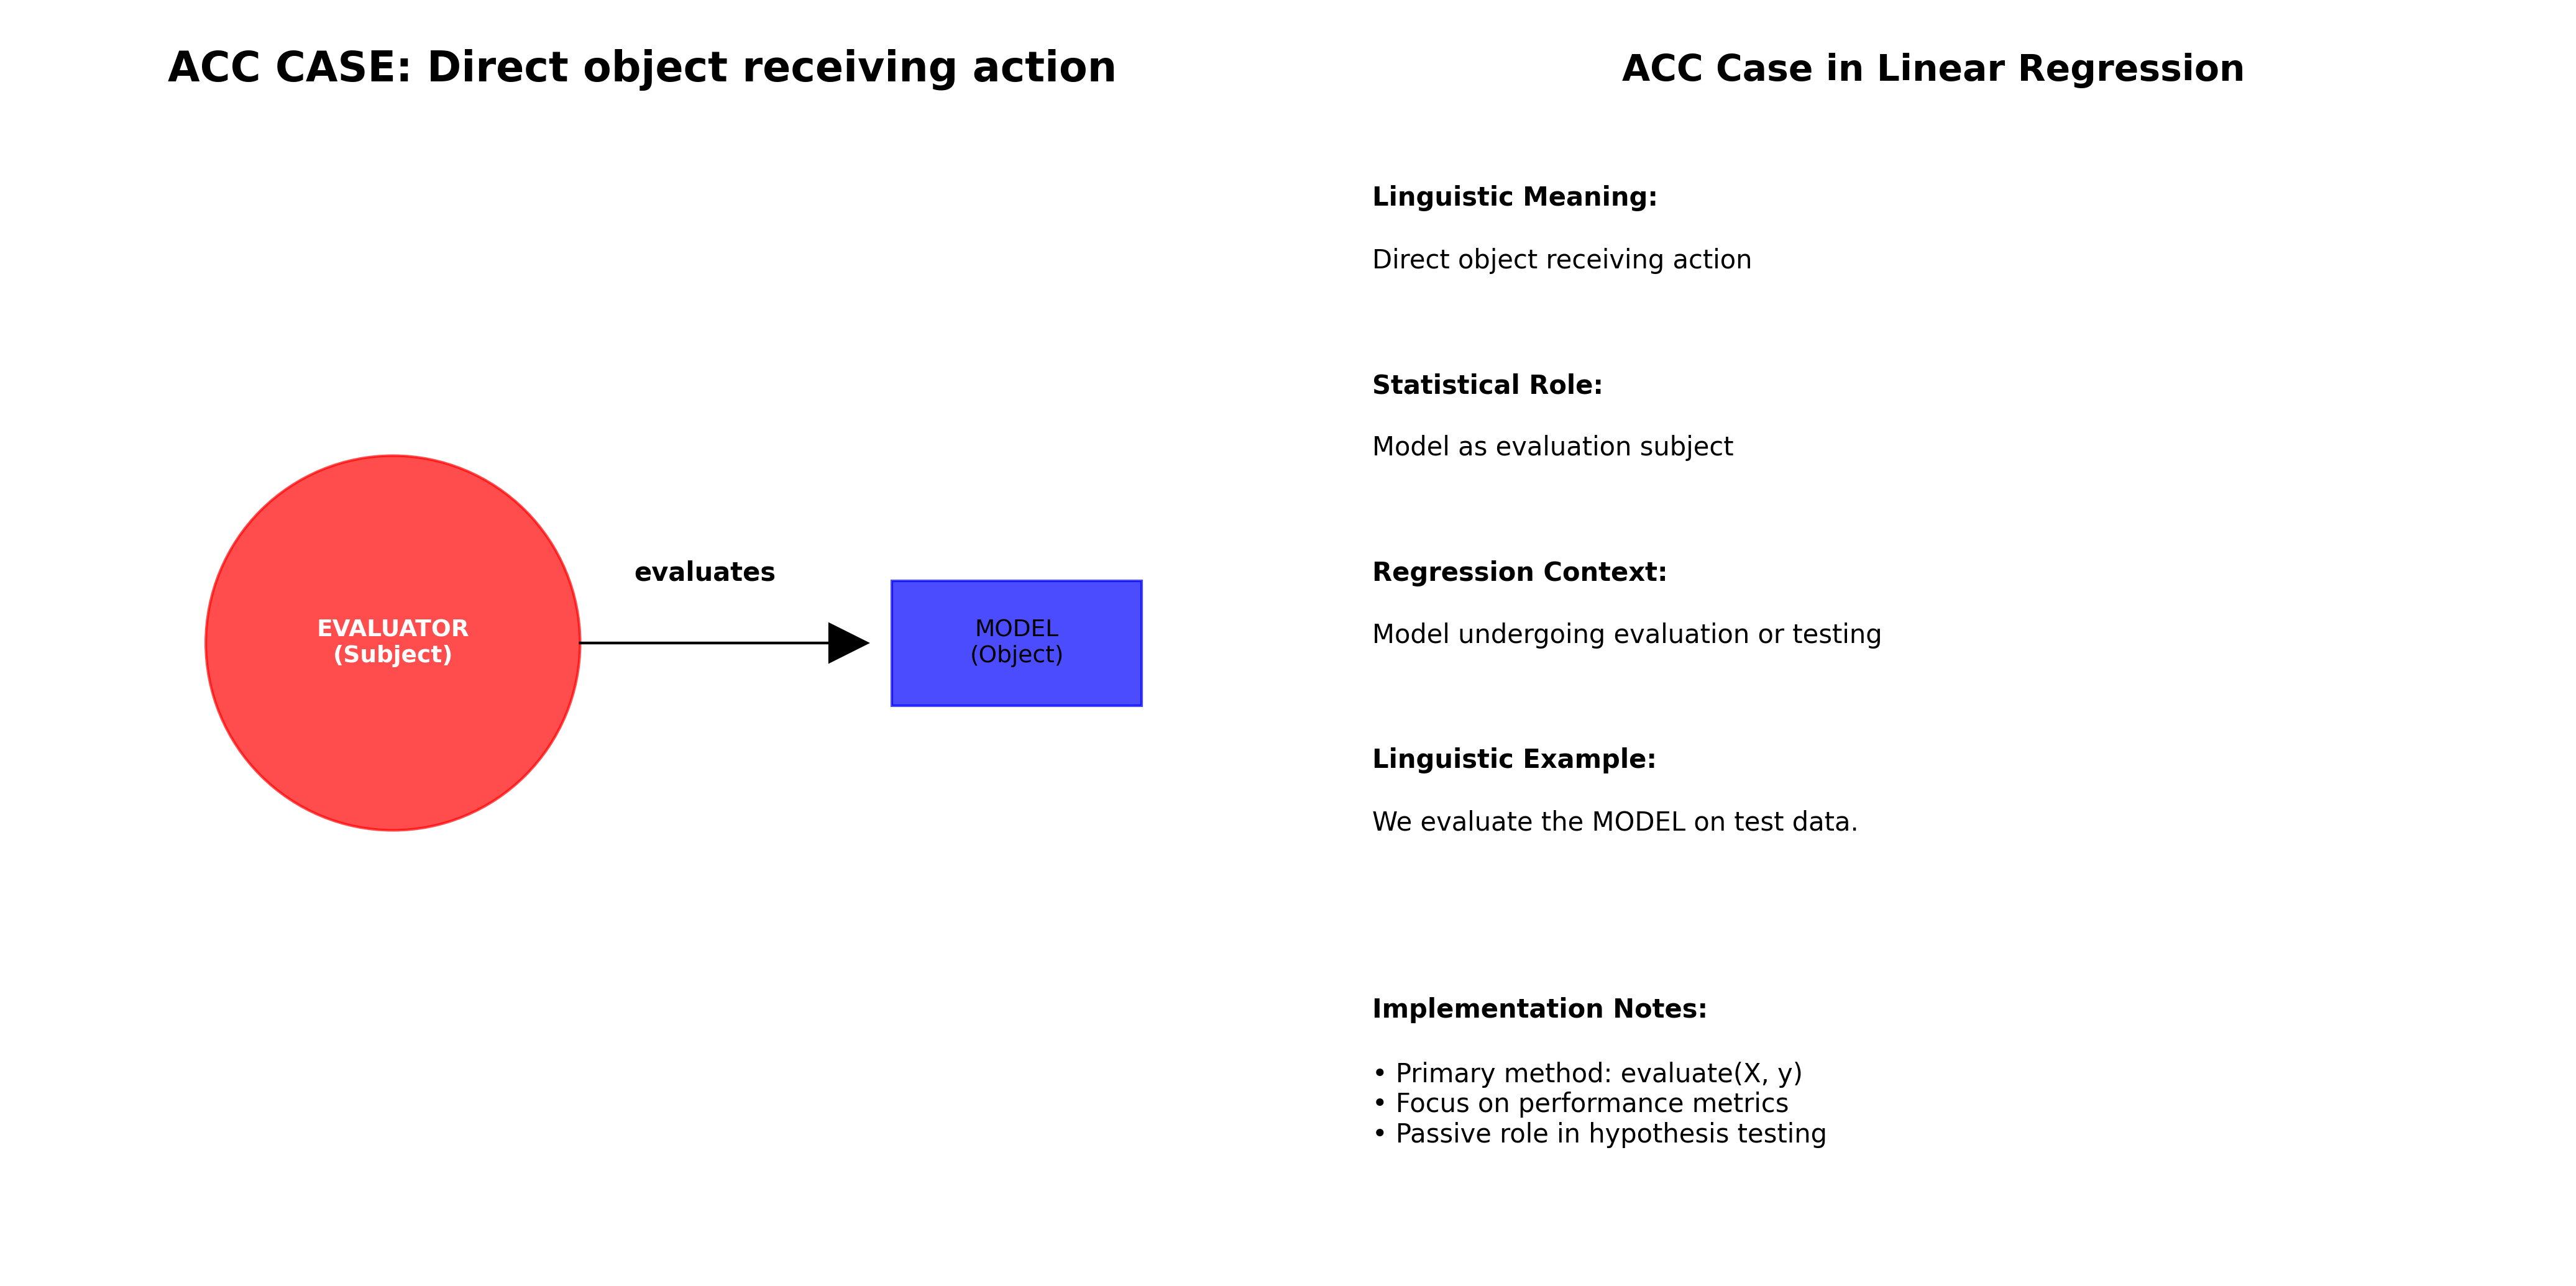 ACC CASE: Direct object receiving action
EVALUATOR
(Subject)
evaluates
MODEL
(Object)
ACC Case in Linear Regression
Linguistic Meaning:
Direct object receiving action
Statistical Role:
Model as evaluation subject
Regression Context:
Model undergoing evaluation or testing
Linguistic Example:
We evaluate the MODEL on test data.
Implementation Notes:
• Primary method: evaluate(X, y)
• Focus on performance metrics
• Passive role in hypothesis testing